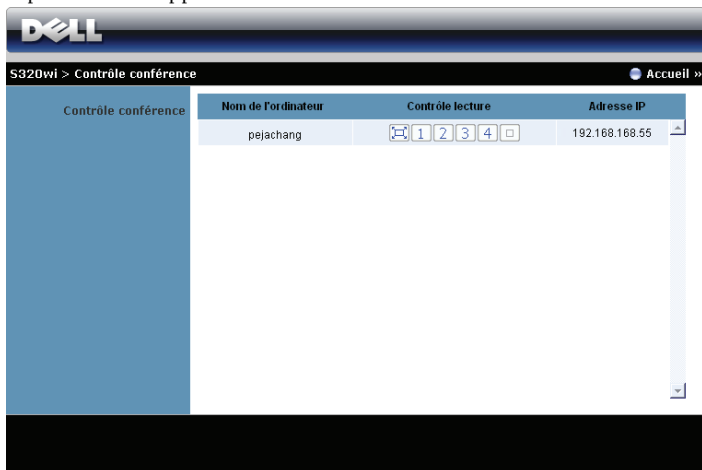 DELL
S320wi > Contrôle conférence
Accueil »
Contrôle conférence
Nom de l'ordinateur Contrôle lecture Adresse IP
pejachang 1 2 3 4 192.168.168.55